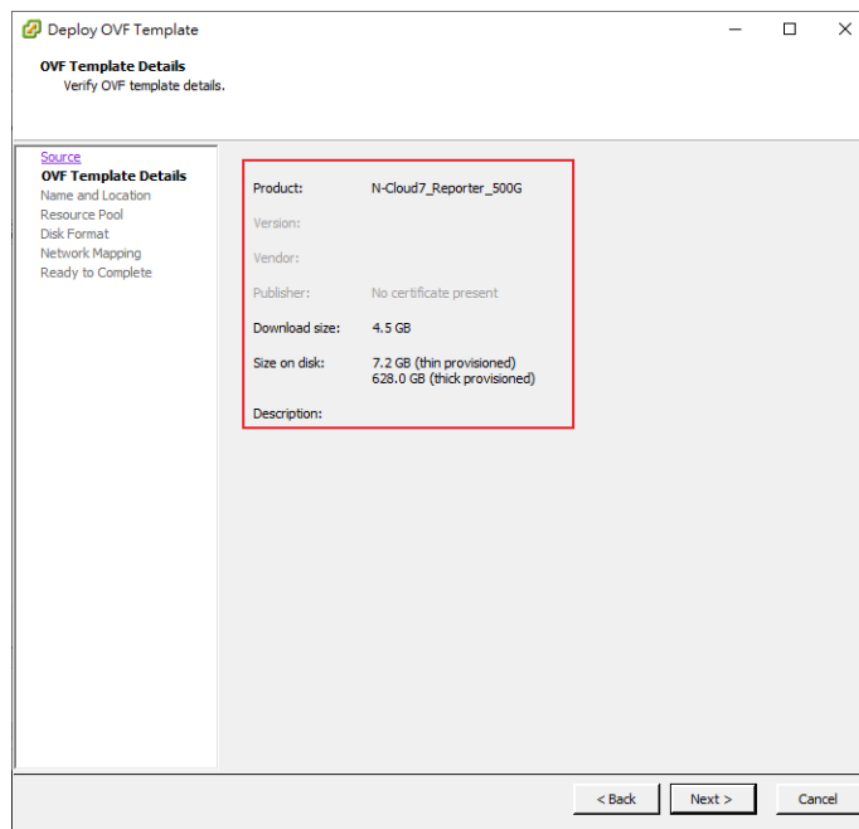 Deploy OVF Template
OVF Template Details
Verify OVF template details.
Source
OVF Template Details
Name and Location
Resource Pool
Disk Format
Network Mapping
Ready to Complete
Product: N-Cloud7_Reporter_500G
Version:
Vendor:
Publisher: No certificate present
Download size: 4.5 GB
Size on disk: 7.2 GB (thin provisioned)
628.0 GB (thick provisioned)
Description:
< Back Next > Cancel